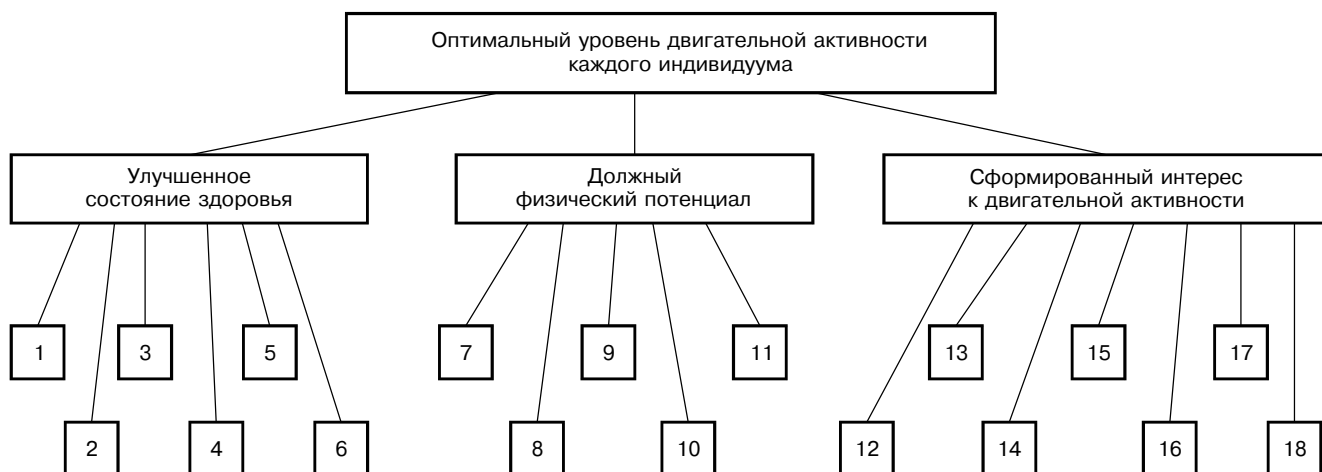 Оптимальный уровень двигательной активности
каждого индивидуума
Улучшенное
состояние здоровья
Должный
физический потенциал
Сформированный интерес
к двигательной активности
1
3
5
7
9
11
13
15
17
2
4
6
8
10
12
14
16
18